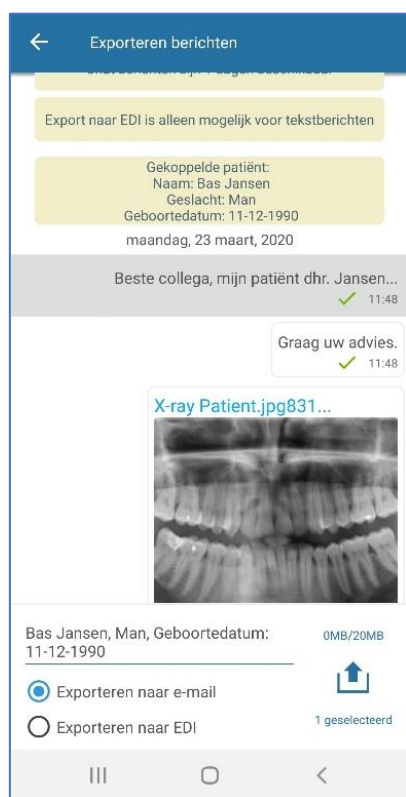 Exporteren berichten
Export naar EDI is alleen mogelijk voor tekstberichten
Gekoppelde patiënt:
Naam: Bas Jansen
Geslacht: Man
Geboortedatum: 11-12-1990
maandag, 23 maart, 2020
Beste collega, mijn patiënt dhr. Jansen...
11:48
Graag uw advies.
11:48
X-ray Patient.jpg831...
Bas Jansen, Man, Geboortedatum:
11-12-1990
0MB/20MB
Exporteren naar e-mail
Exporteren naar EDI
1 geselecteerd